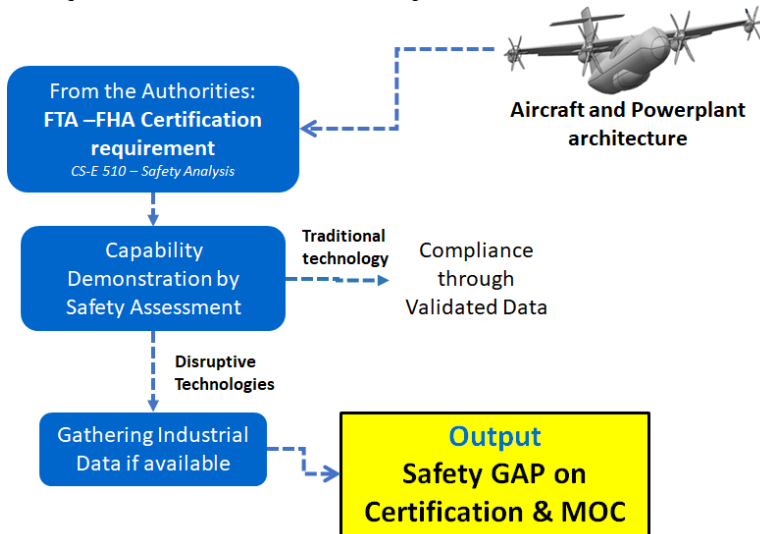 From the Authorities:
FTA –FHA Certification
requirement
CS-E 510 – Safety Analysis
Aircraft and Powerplant
architecture
Capability
Demonstration by
Safety Assessment
Traditional
technology
Compliance
through
Validated Data
Disruptive
Technologies
Gathering Industrial
Data if available
Output
Safety GAP on
Certification & MOC